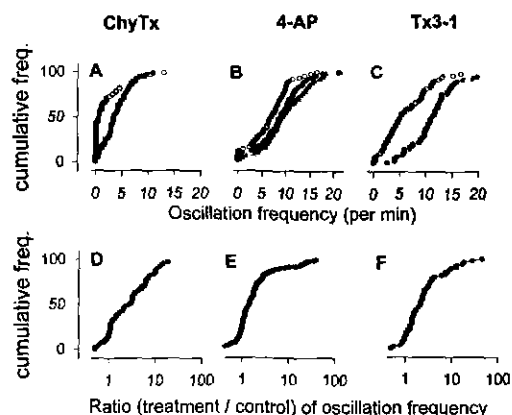 ChyTx 4-AP Tx3-1
cumulative freq.
100
50
0
A B C
0 5 10 15 20 0 5 10 15 20 0 5 10 15 20
Oscillation frequency (per min)
cumulative freq.
100
50
0
D E F
1 10 100 1 10 100 1 10 100
Ratio (treatment / control) of oscillation frequency